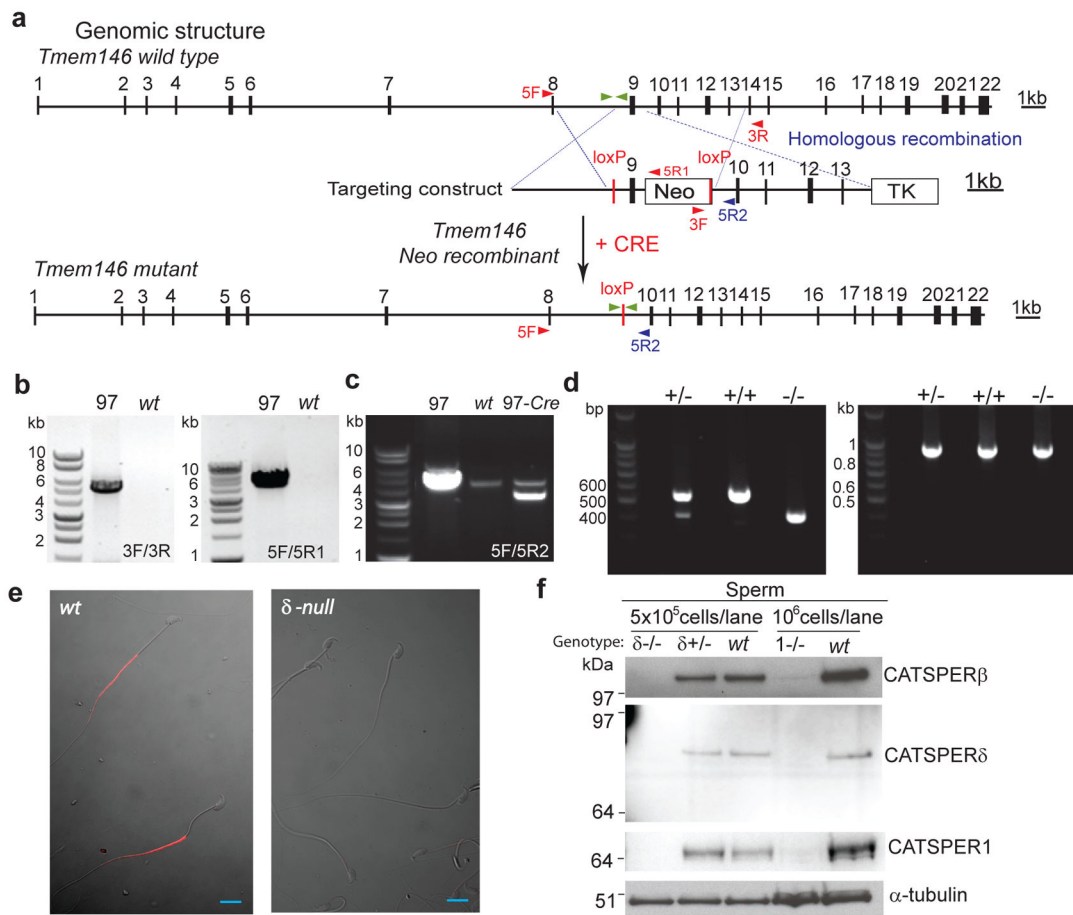 a
Genomic structure
Tmem146 wild type
1 2 3 4 5 6 7 8 9 10 11 12 13 14 15 16 17 18 19 20 21 22
5F
1kb
3R
Homologous recombination
loxP loxP
9 5R1 10 11 12 13
Targeting construct Neo TK 1kb
3F 5R2
Tmem146
Neo recombinant
+ CRE
Tmem146 mutant
loxP
1 2 3 4 5 6 7 8 10 11 12 13 14 15 16 17 18 19 20 21 22
1kb
5F
5R2
b
97 wt
kb
10
8
6
4
3
2
3F/3R
97 wt
kb
10
6
4
3
2
1
5F/5R1
c
97 wt 97-Cre
kb
10
8
6
4
3
2
1
5F/5R2
d
+/- +/+ -/-
bp
600
500
400
+/- +/+ -/-
kb
1
0.8
0.6
0.5
e
wt
δ-null
f
Sperm
5x10⁵cells/lane 10⁶cells/lane
Genotype: δ-/- δ+/- wt 1-/- wt
kDa
CATSPERβ
97
97
CATSPERδ
64
CATSPER1
64
51
α-tubulin